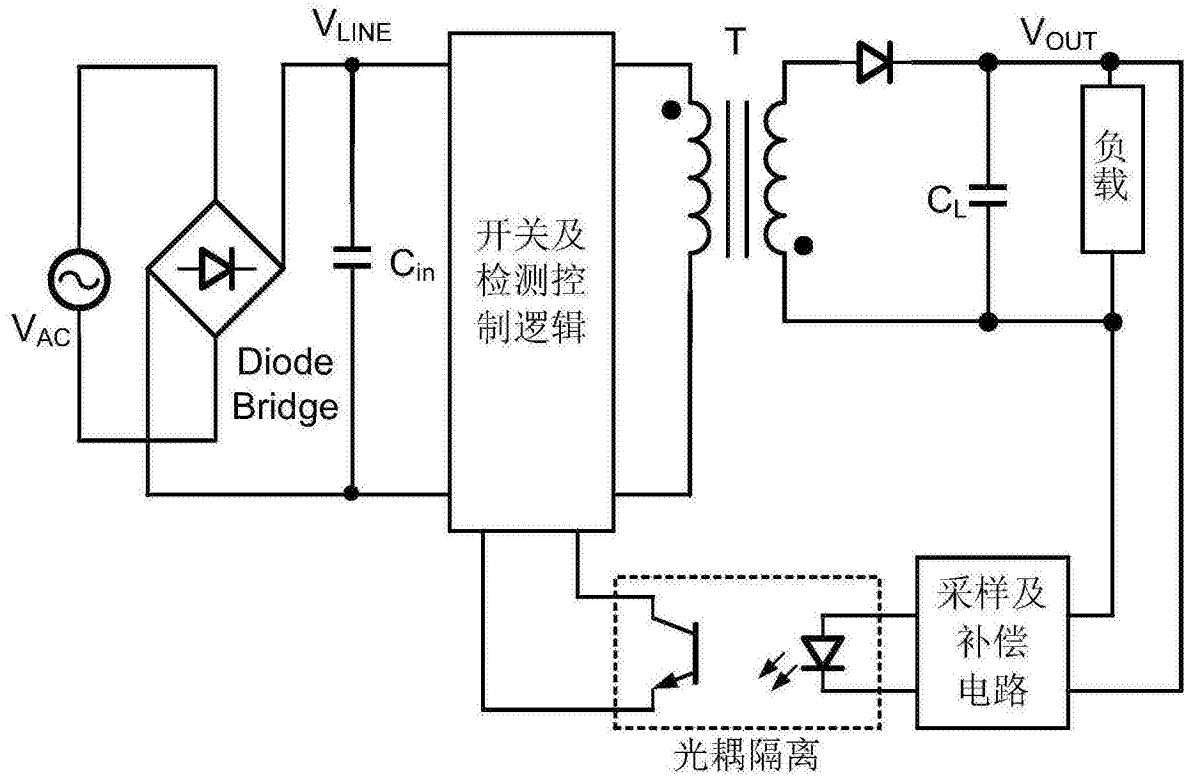 V_LINE
T
V_OUT
负载
C_L
C_in
开关及
检测控
制逻辑
V_AC
Diode
Bridge
采样及
补偿
电路
光耦隔离